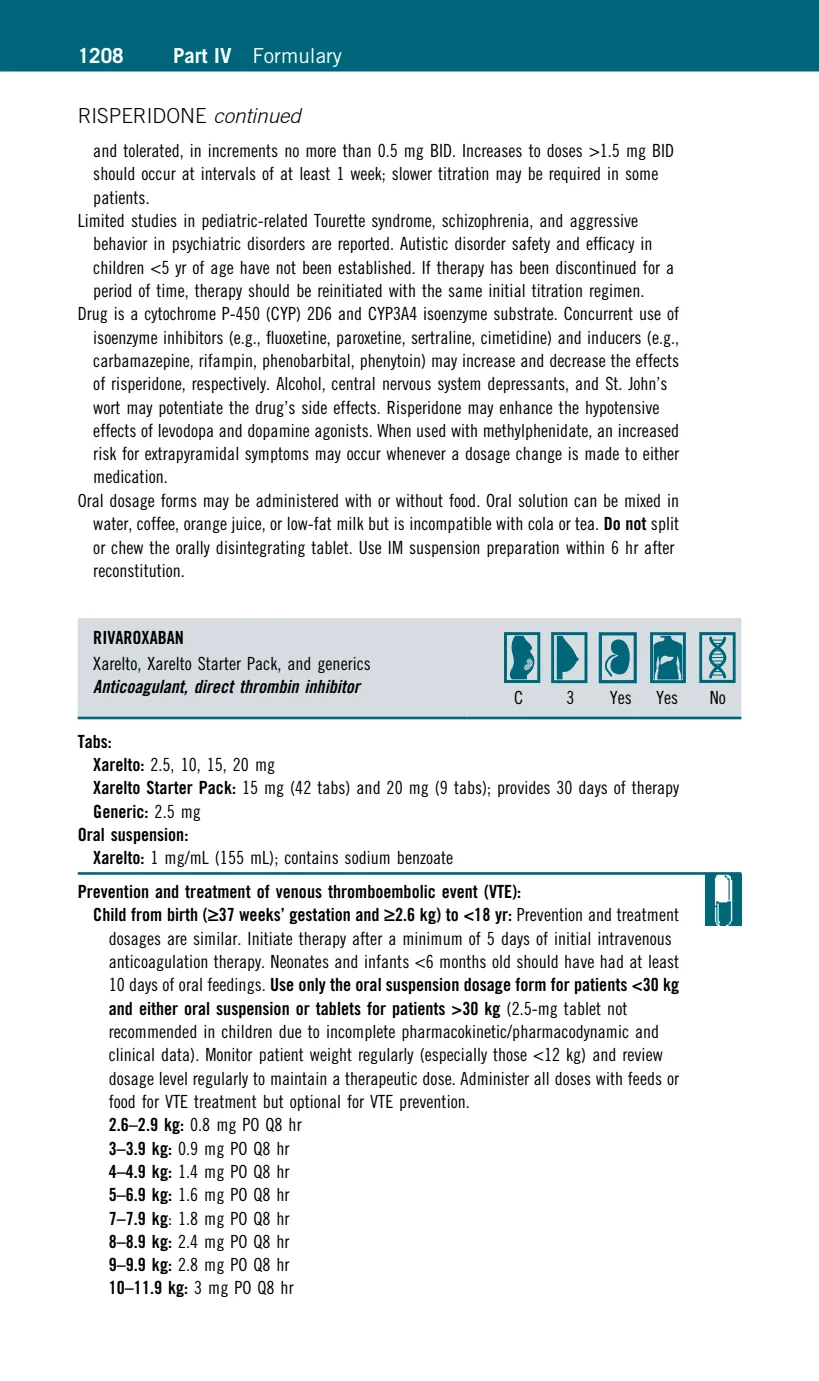 1208 Part IV Formulary
RISPERIDONE continued
and tolerated, in increments no more than 0.5 mg BID. Increases to doses >1.5 mg BID
should occur at intervals of at least 1 week; slower titration may be required in some
patients.
Limited studies in pediatric-related Tourette syndrome, schizophrenia, and aggressive
behavior in psychiatric disorders are reported. Autistic disorder safety and efficacy in
children <5 yr of age have not been established. If therapy has been discontinued for a
period of time, therapy should be reinitiated with the same initial titration regimen.
Drug is a cytochrome P-450 (CYP) 2D6 and CYP3A4 isoenzyme substrate. Concurrent use of
isoenzyme inhibitors (e.g., fluoxetine, paroxetine, sertraline, cimetidine) and inducers (e.g.,
carbamazepine, rifampin, phenobarbital, phenytoin) may increase and decrease the effects
of risperidone, respectively. Alcohol, central nervous system depressants, and St. John's
wort may potentiate the drug's side effects. Risperidone may enhance the hypotensive
effects of levodopa and dopamine agonists. When used with methylphenidate, an increased
risk for extrapyramidal symptoms may occur whenever a dosage change is made to either
medication.
Oral dosage forms may be administered with or without food. Oral solution can be mixed in
water, coffee, orange juice, or low-fat milk but is incompatible with cola or tea. Do not split
or chew the orally disintegrating tablet. Use IM suspension preparation within 6 hr after
reconstitution.
RIVAROXABAN
Xarelto, Xarelto Starter Pack, and generics
Anticoagulant, direct thrombin inhibitor
C 3 Yes Yes No
Tabs:
Xarelto: 2.5, 10, 15, 20 mg
Xarelto Starter Pack: 15 mg (42 tabs) and 20 mg (9 tabs); provides 30 days of therapy
Generic: 2.5 mg
Oral suspension:
Xarelto: 1 mg/mL (155 mL); contains sodium benzoate
Prevention and treatment of venous thromboembolic event (VTE):
Child from birth (≥37 weeks' gestation and ≥2.6 kg) to <18 yr: Prevention and treatment
dosages are similar. Initiate therapy after a minimum of 5 days of initial intravenous
anticoagulation therapy. Neonates and infants <6 months old should have had at least
10 days of oral feedings. Use only the oral suspension dosage form for patients <30 kg
and either oral suspension or tablets for patients >30 kg (2.5-mg tablet not
recommended in children due to incomplete pharmacokinetic/pharmacodynamic and
clinical data). Monitor patient weight regularly (especially those <12 kg) and review
dosage level regularly to maintain a therapeutic dose. Administer all doses with feeds or
food for VTE treatment but optional for VTE prevention.
2.6–2.9 kg: 0.8 mg PO Q8 hr
3–3.9 kg: 0.9 mg PO Q8 hr
4–4.9 kg: 1.4 mg PO Q8 hr
5–6.9 kg: 1.6 mg PO Q8 hr
7–7.9 kg: 1.8 mg PO Q8 hr
8–8.9 kg: 2.4 mg PO Q8 hr
9–9.9 kg: 2.8 mg PO Q8 hr
10–11.9 kg: 3 mg PO Q8 hr